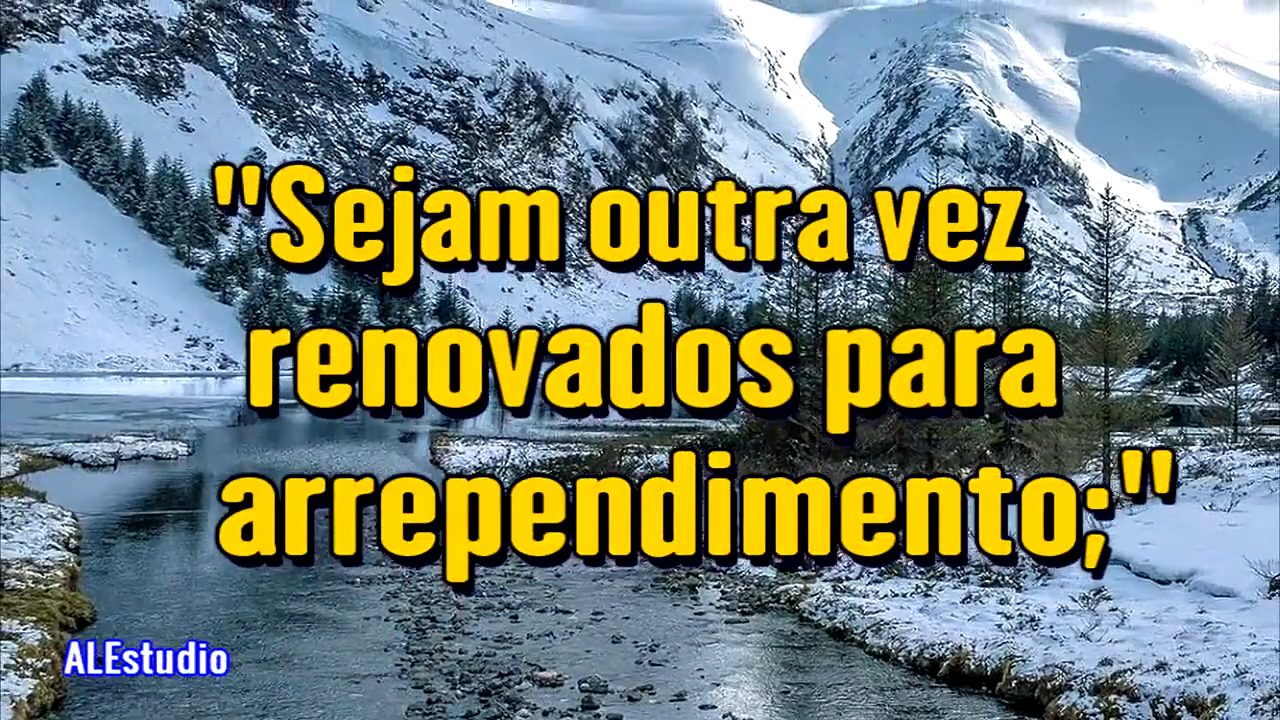 "Sejam outra vez
renovados para
arrependimento;"
ALEstudio